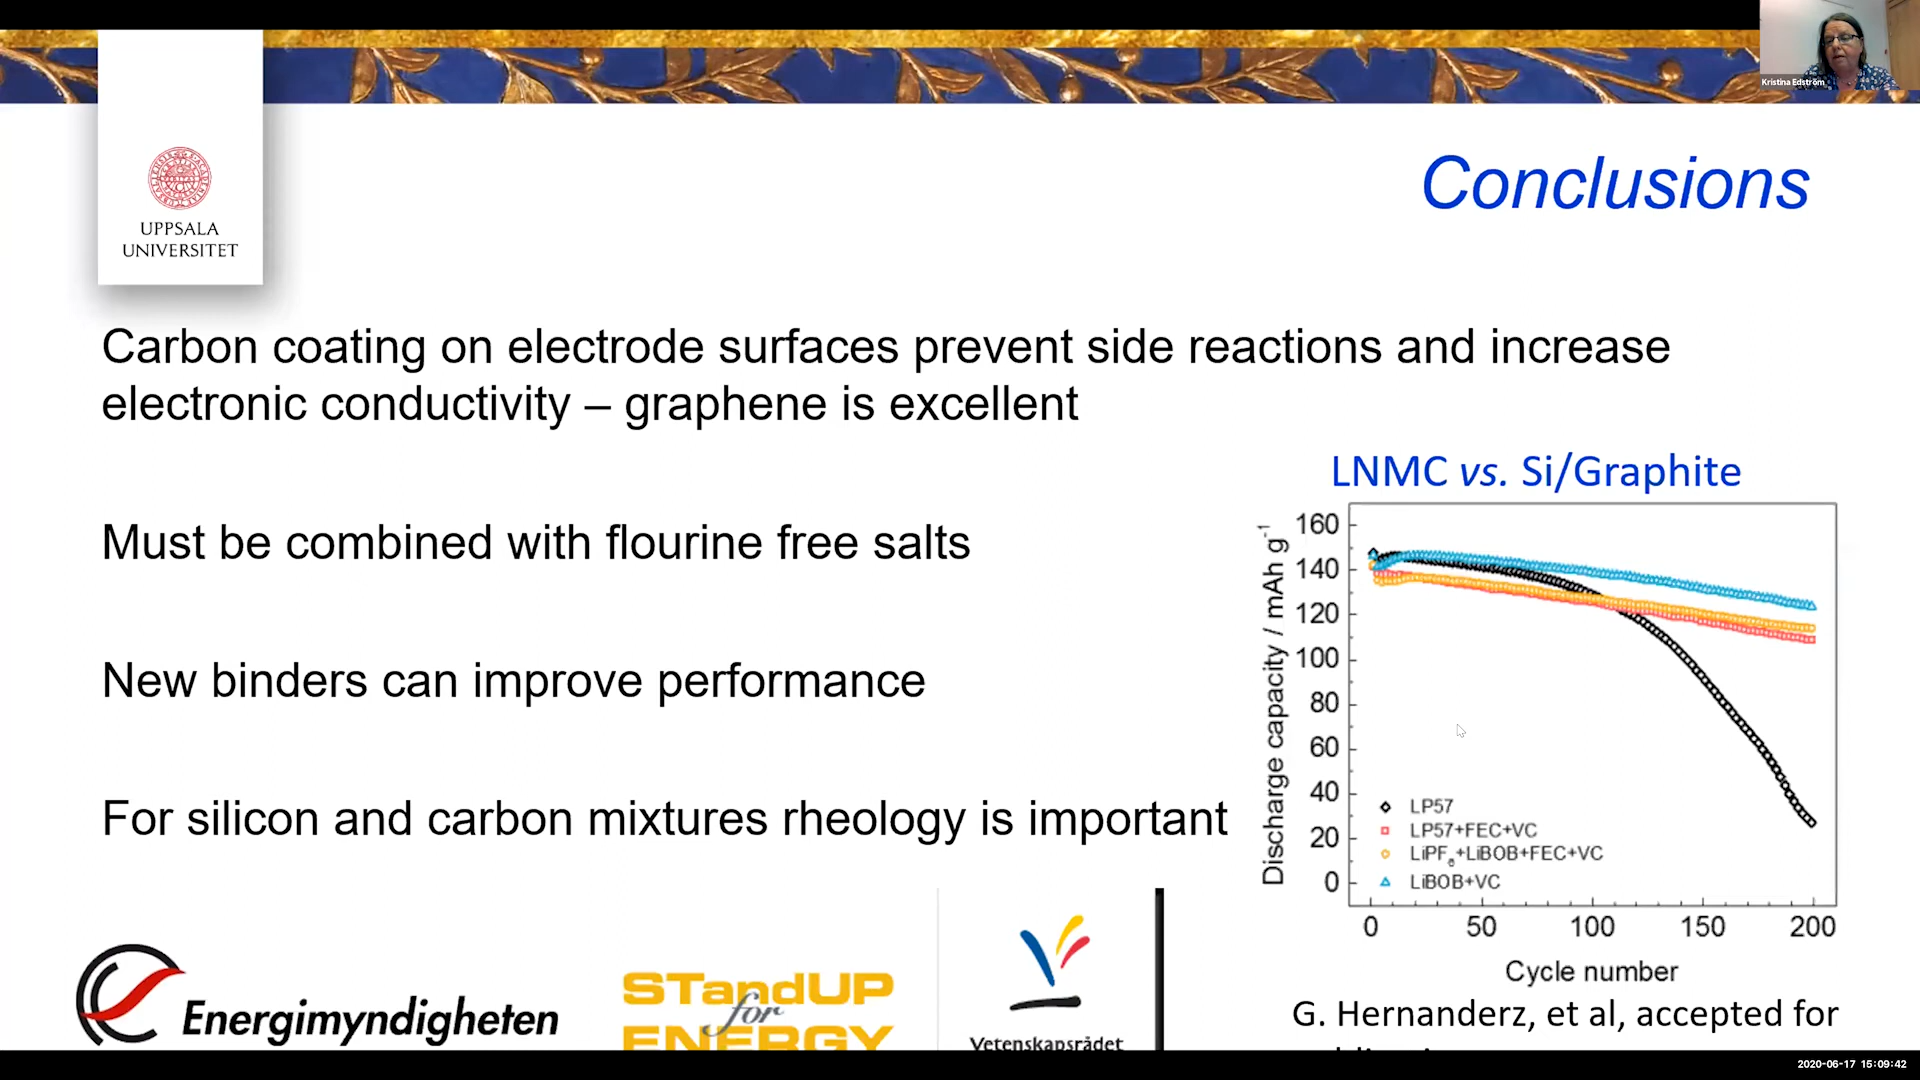 Kristina Edström
UPPSALA
UNIVERSITET
Conclusions
Carbon coating on electrode surfaces prevent side reactions and increase
electronic conductivity – graphene is excellent
Must be combined with flourine free salts
New binders can improve performance
For silicon and carbon mixtures rheology is important
LNMC vs. Si/Graphite
Discharge capacity / mAh g⁻¹
160
140
120
100
80
60
40
20
0
LP57
LP57+FEC+VC
LiPF₆+LiBOB+FEC+VC
LiBOB+VC
0 50 100 150 200
Cycle number
G. Hernanderz, et al, accepted for
Energimyndigheten
STandUP
for
ENERGY
Vetenskapsrådet
2020-06-17 15:09:42